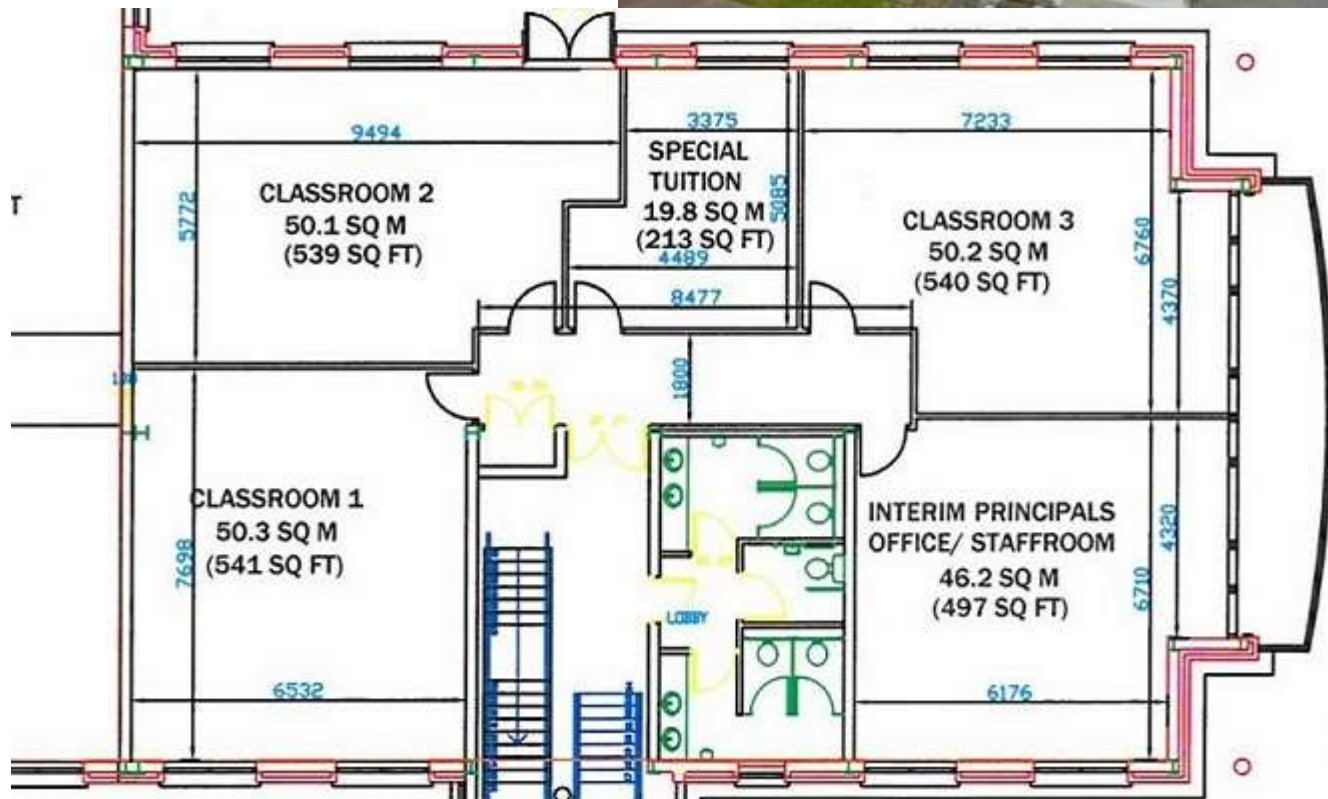 9494
3375
7233
SPECIAL
TUITION
19.8 SQ M
(213 SQ FT)
4489
5085
CLASSROOM 2
50.1 SQ M
(539 SQ FT)
5772
T
CLASSROOM 3
50.2 SQ M
(540 SQ FT)
6760
4370
8477
1800
CLASSROOM 1
50.3 SQ M
(541 SQ FT)
7698
6532
LOBBY
INTERIM PRINCIPALS
OFFICE/ STAFFROOM
46.2 SQ M
(497 SQ FT)
6710
4320
6176